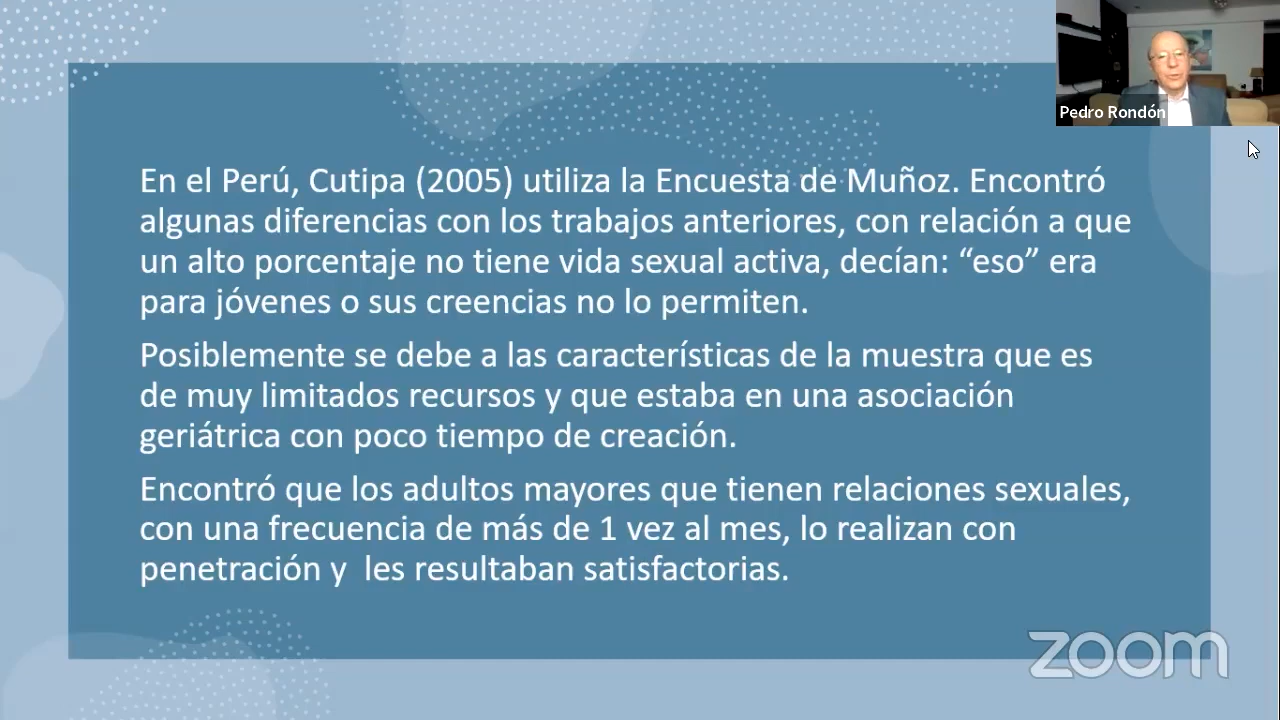 Pedro Rondón
En el Perú, Cutipa (2005) utiliza la Encuesta de Muñoz. Encontró
algunas diferencias con los trabajos anteriores, con relación a que
un alto porcentaje no tiene vida sexual activa, decían: “eso” era
para jóvenes o sus creencias no lo permiten.
Posiblemente se debe a las características de la muestra que es
de muy limitados recursos y que estaba en una asociación
geriátrica con poco tiempo de creación.
Encontró que los adultos mayores que tienen relaciones sexuales,
con una frecuencia de más de 1 vez al mes, lo realizan con
penetración y  les resultaban satisfactorias.
zoom